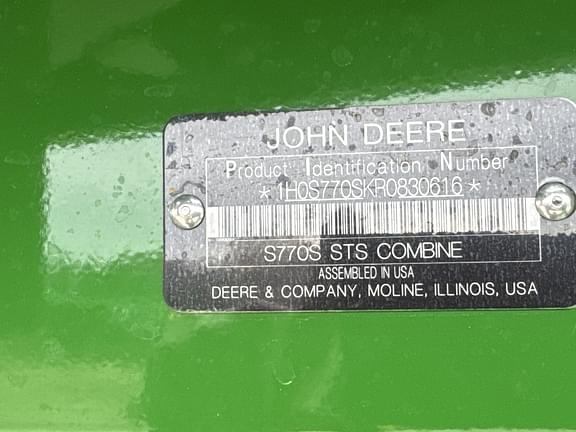 JOHN DEERE
Product Identification Number
*1H0S770SKR0830616*
S770S STS COMBINE
ASSEMBLED IN USA
DEERE & COMPANY, MOLINE, ILLINOIS, USA